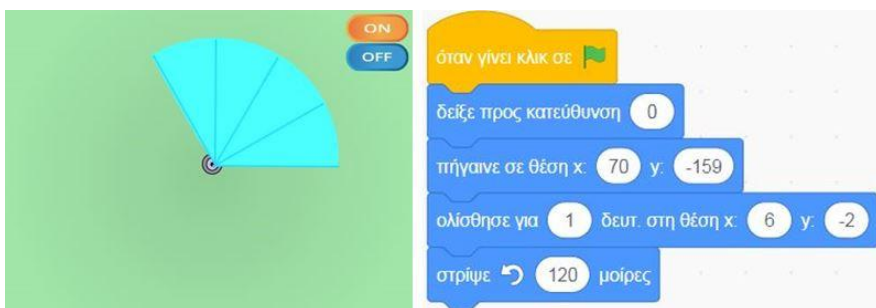 ON
OFF
όταν γίνει κλικ σε
δείξε προς κατεύθυνση 0
πήγαινε σε θέση x: 70 y: -159
ολίσθησε για 1 δευτ. στη θέση x: 6 y: -2
στρίψε 120 μοίρες